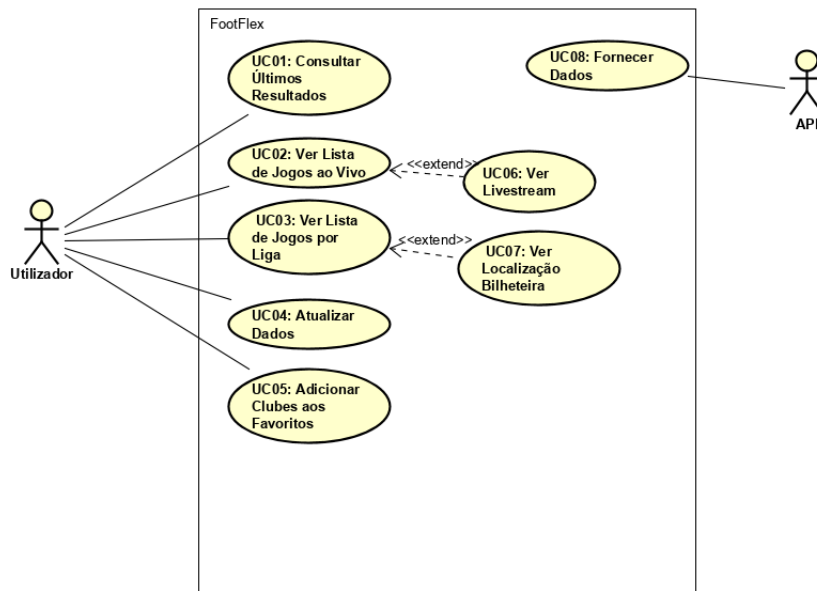 FootFlex
UC01: Consultar
Últimos
Resultados
UC08: Fornecer
Dados
API
UC02: Ver Lista
de Jogos ao Vivo
<<extend>>
UC06: Ver
Livestream
UC03: Ver Lista
de Jogos por
Liga
<<extend>>
UC07: Ver
Localização
Bilheteira
Utilizador
UC04: Atualizar
Dados
UC05: Adicionar
Clubes aos
Favoritos